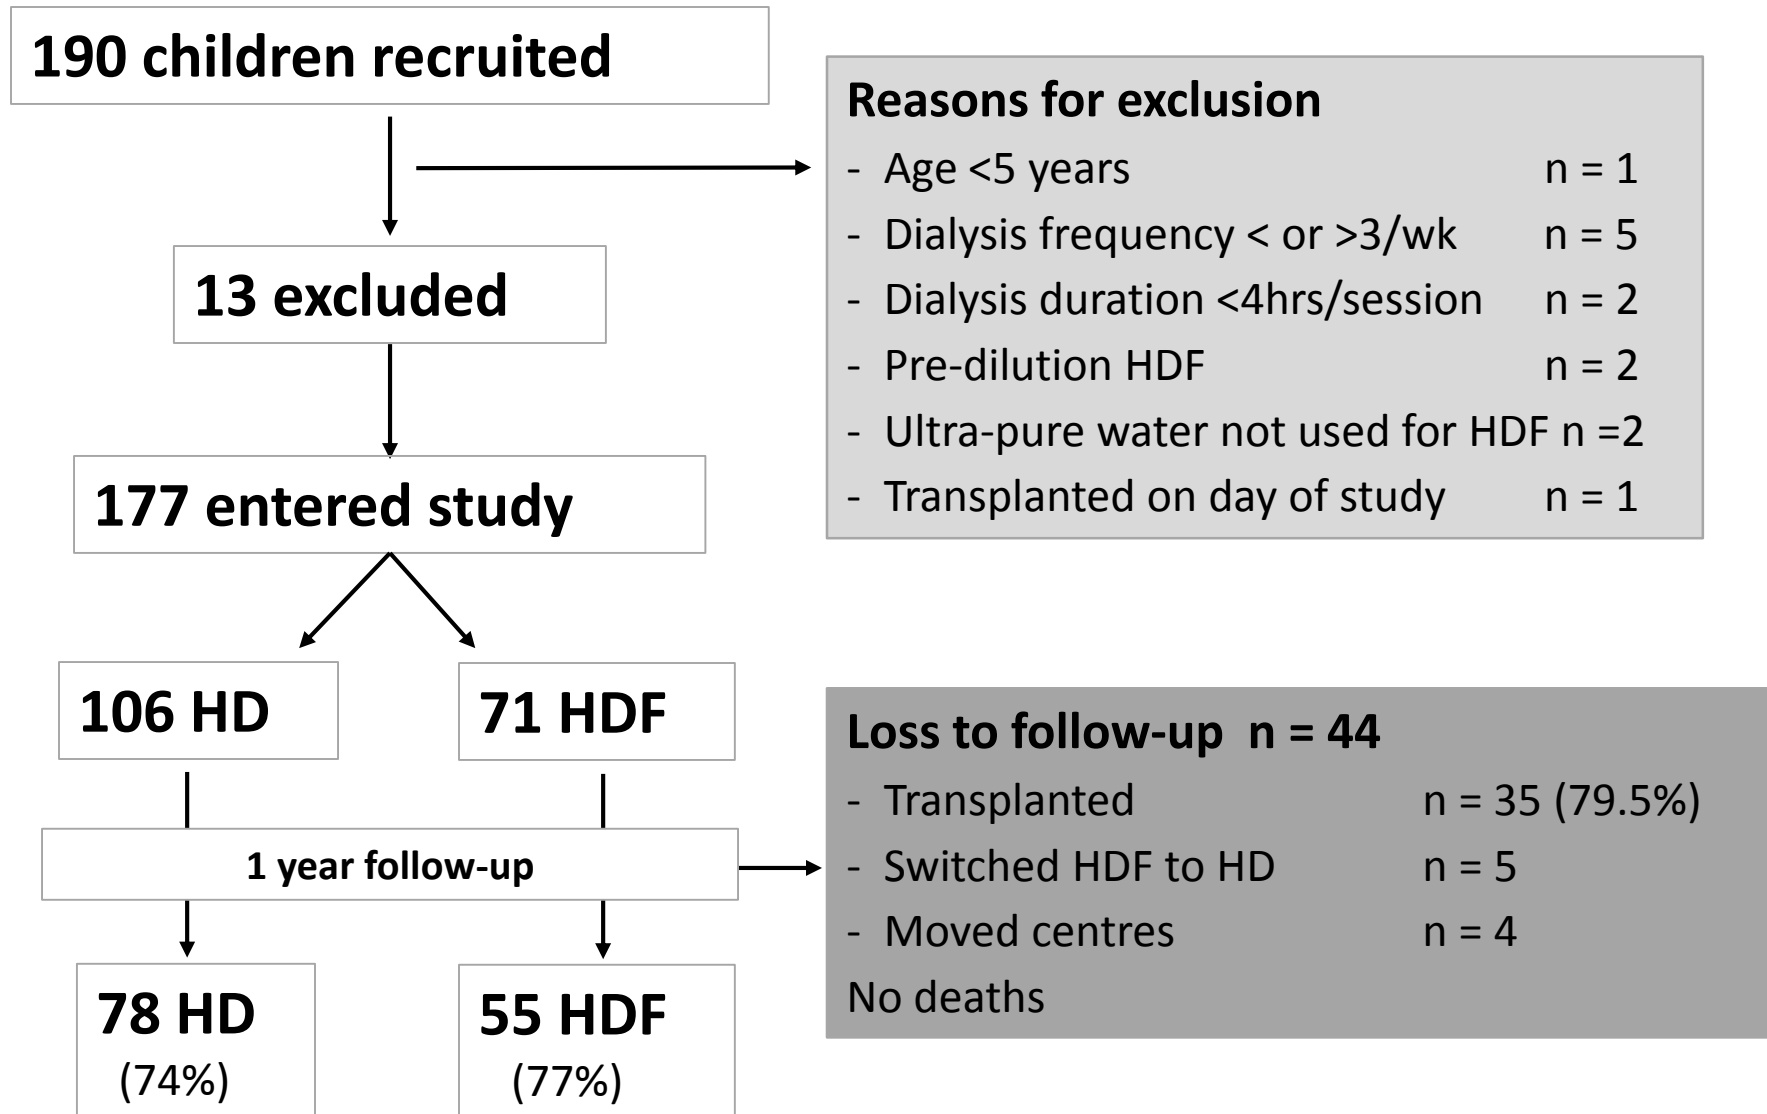 190 children recruited
Reasons for exclusion
- Age <5 years n = 1
- Dialysis frequency < or >3/wk n = 5
- Dialysis duration <4hrs/session n = 2
- Pre-dilution HDF n = 2
- Ultra-pure water not used for HDF n =2
- Transplanted on day of study n = 1
13 excluded
177 entered study
106 HD
71 HDF
1 year follow-up
Loss to follow-up n = 44
- Transplanted n = 35 (79.5%)
- Switched HDF to HD n = 5
- Moved centres n = 4
No deaths
78 HD
(74%)
55 HDF
(77%)